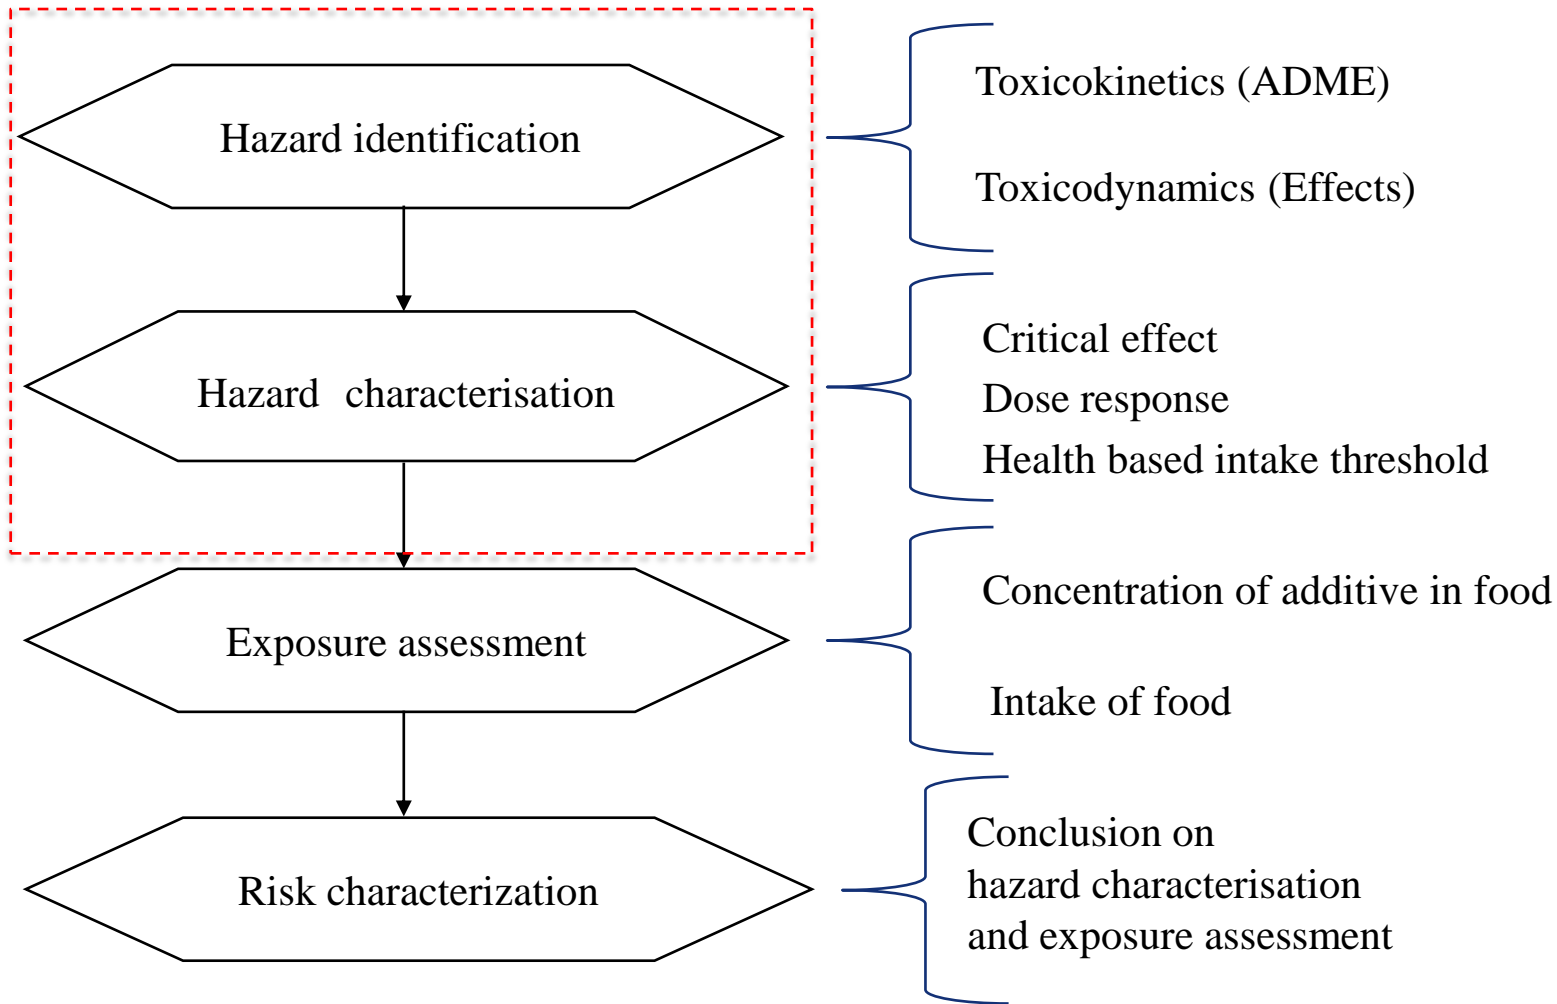 Hazard identification
Toxicokinetics (ADME)
Toxicodynamics (Effects)
Hazard characterisation
Critical effect
Dose response
Health based intake threshold
Exposure assessment
Concentration of additive in food
Intake of food
Risk characterization
Conclusion on
hazard characterisation
and exposure assessment